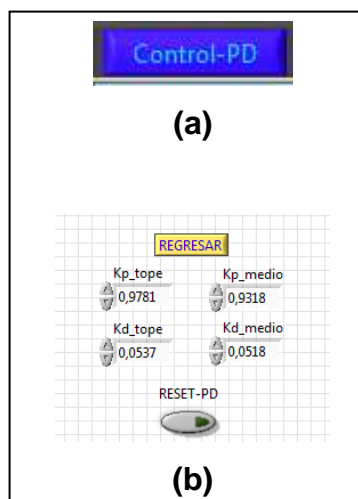 Control-PD
(a)
REGRESAR
Kp_tope Kp_medio
0,9781 0,9318
Kd_tope Kd_medio
0,0537 0,0518
RESET-PD
(b)